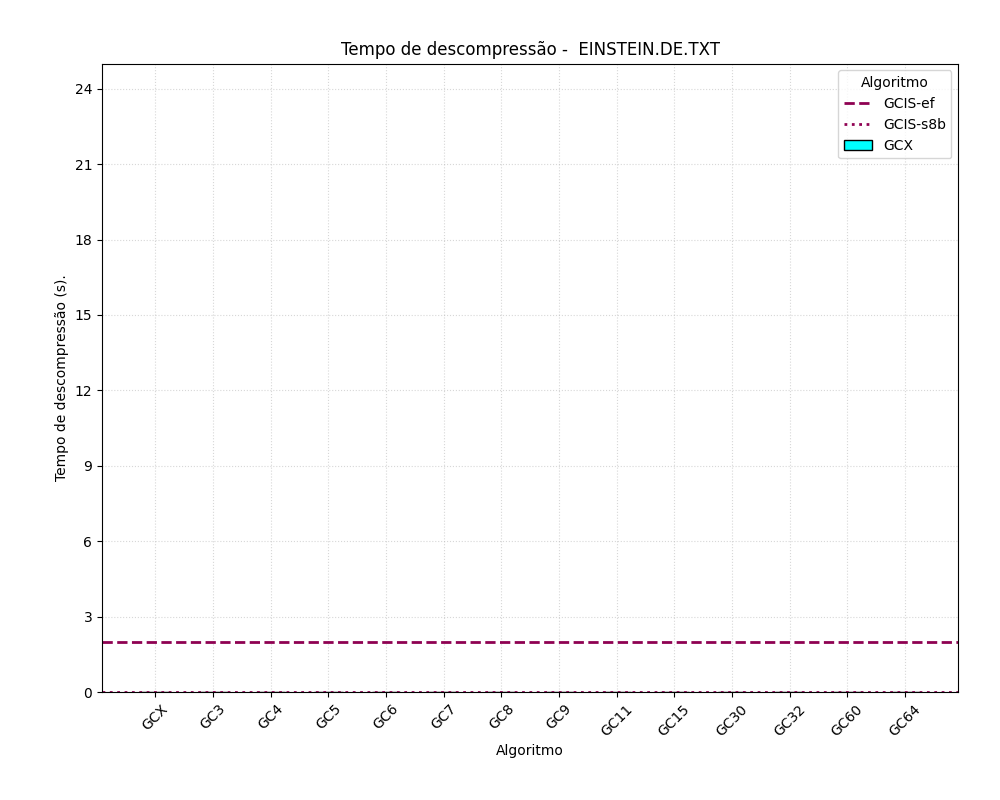 Tempo de descompressão -  EINSTEIN.DE.TXT
Algoritmo
GCIS-ef
GCIS-s8b
GCX
Tempo de descompressão (s).
24
21
18
15
12
9
6
3
0
GCX GC3 GC4 GC5 GC6 GC7 GC8 GC9 GC11 GC15 GC30 GC32 GC60 GC64
Algoritmo